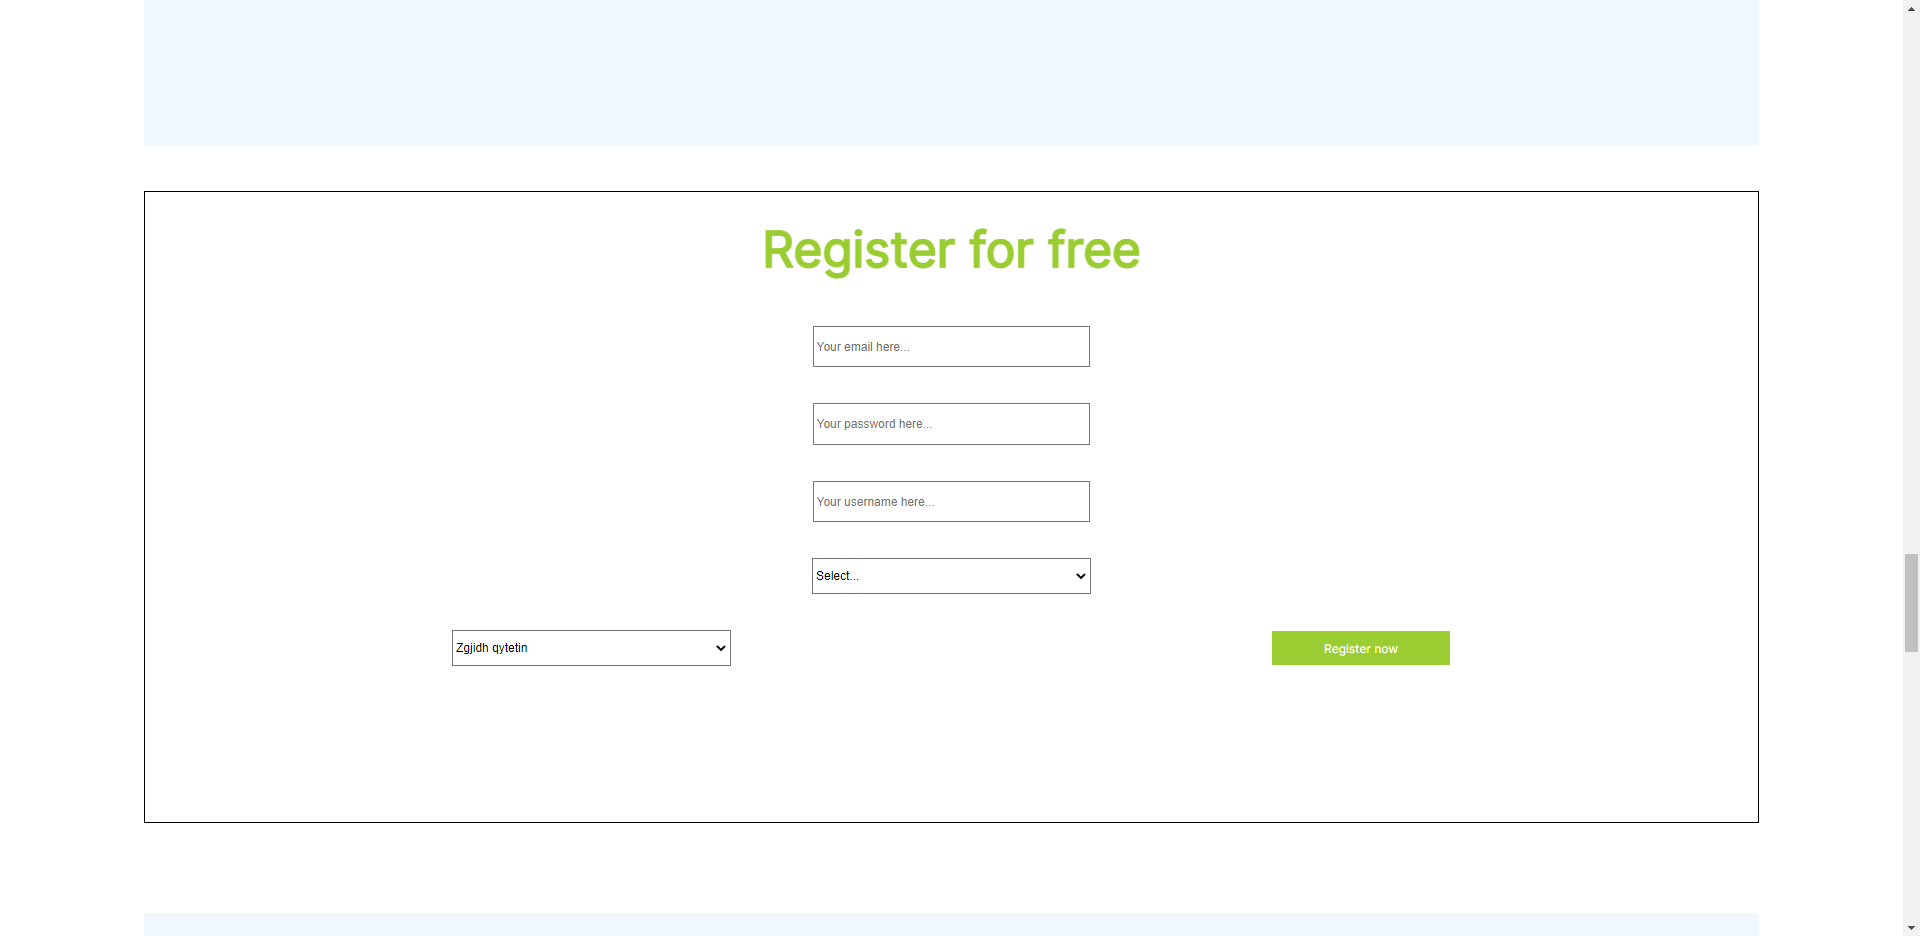 Register for free
Your email here...
Your password here...
Your username here...
Select...
Zgjidh qytetin
Register now